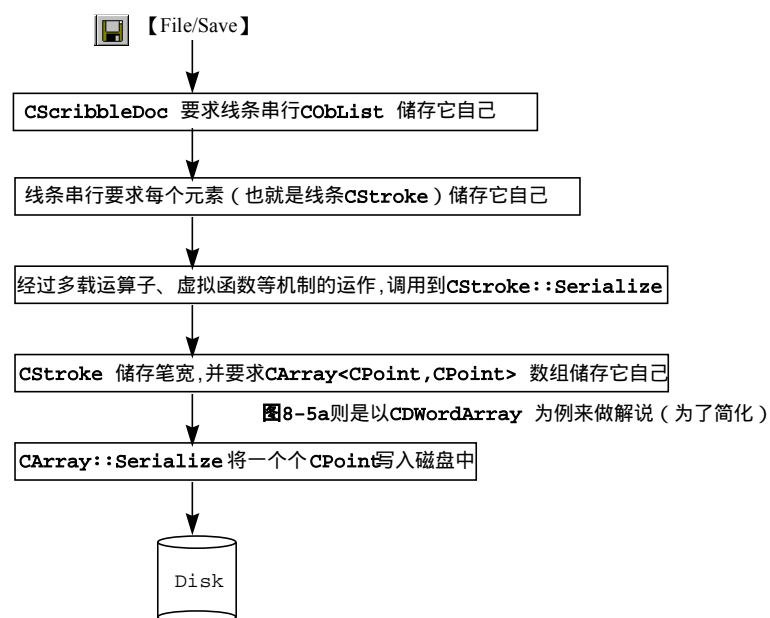 【File/Save】
CScribbleDoc 要求线条串行CObList 储存它自己
线条串行要求每个元素（也就是线条CStroke）储存它自己
经过多载运算子、虚拟函数等机制的运作,调用到CStroke::Serialize
CStroke 储存笔宽,并要求CArray<CPoint,CPoint> 数组储存它自己
图8-5a则是以CDWordArray 为例来做解说（为了简化）
CArray::Serialize 将一个个CPoint写入磁盘中
Disk